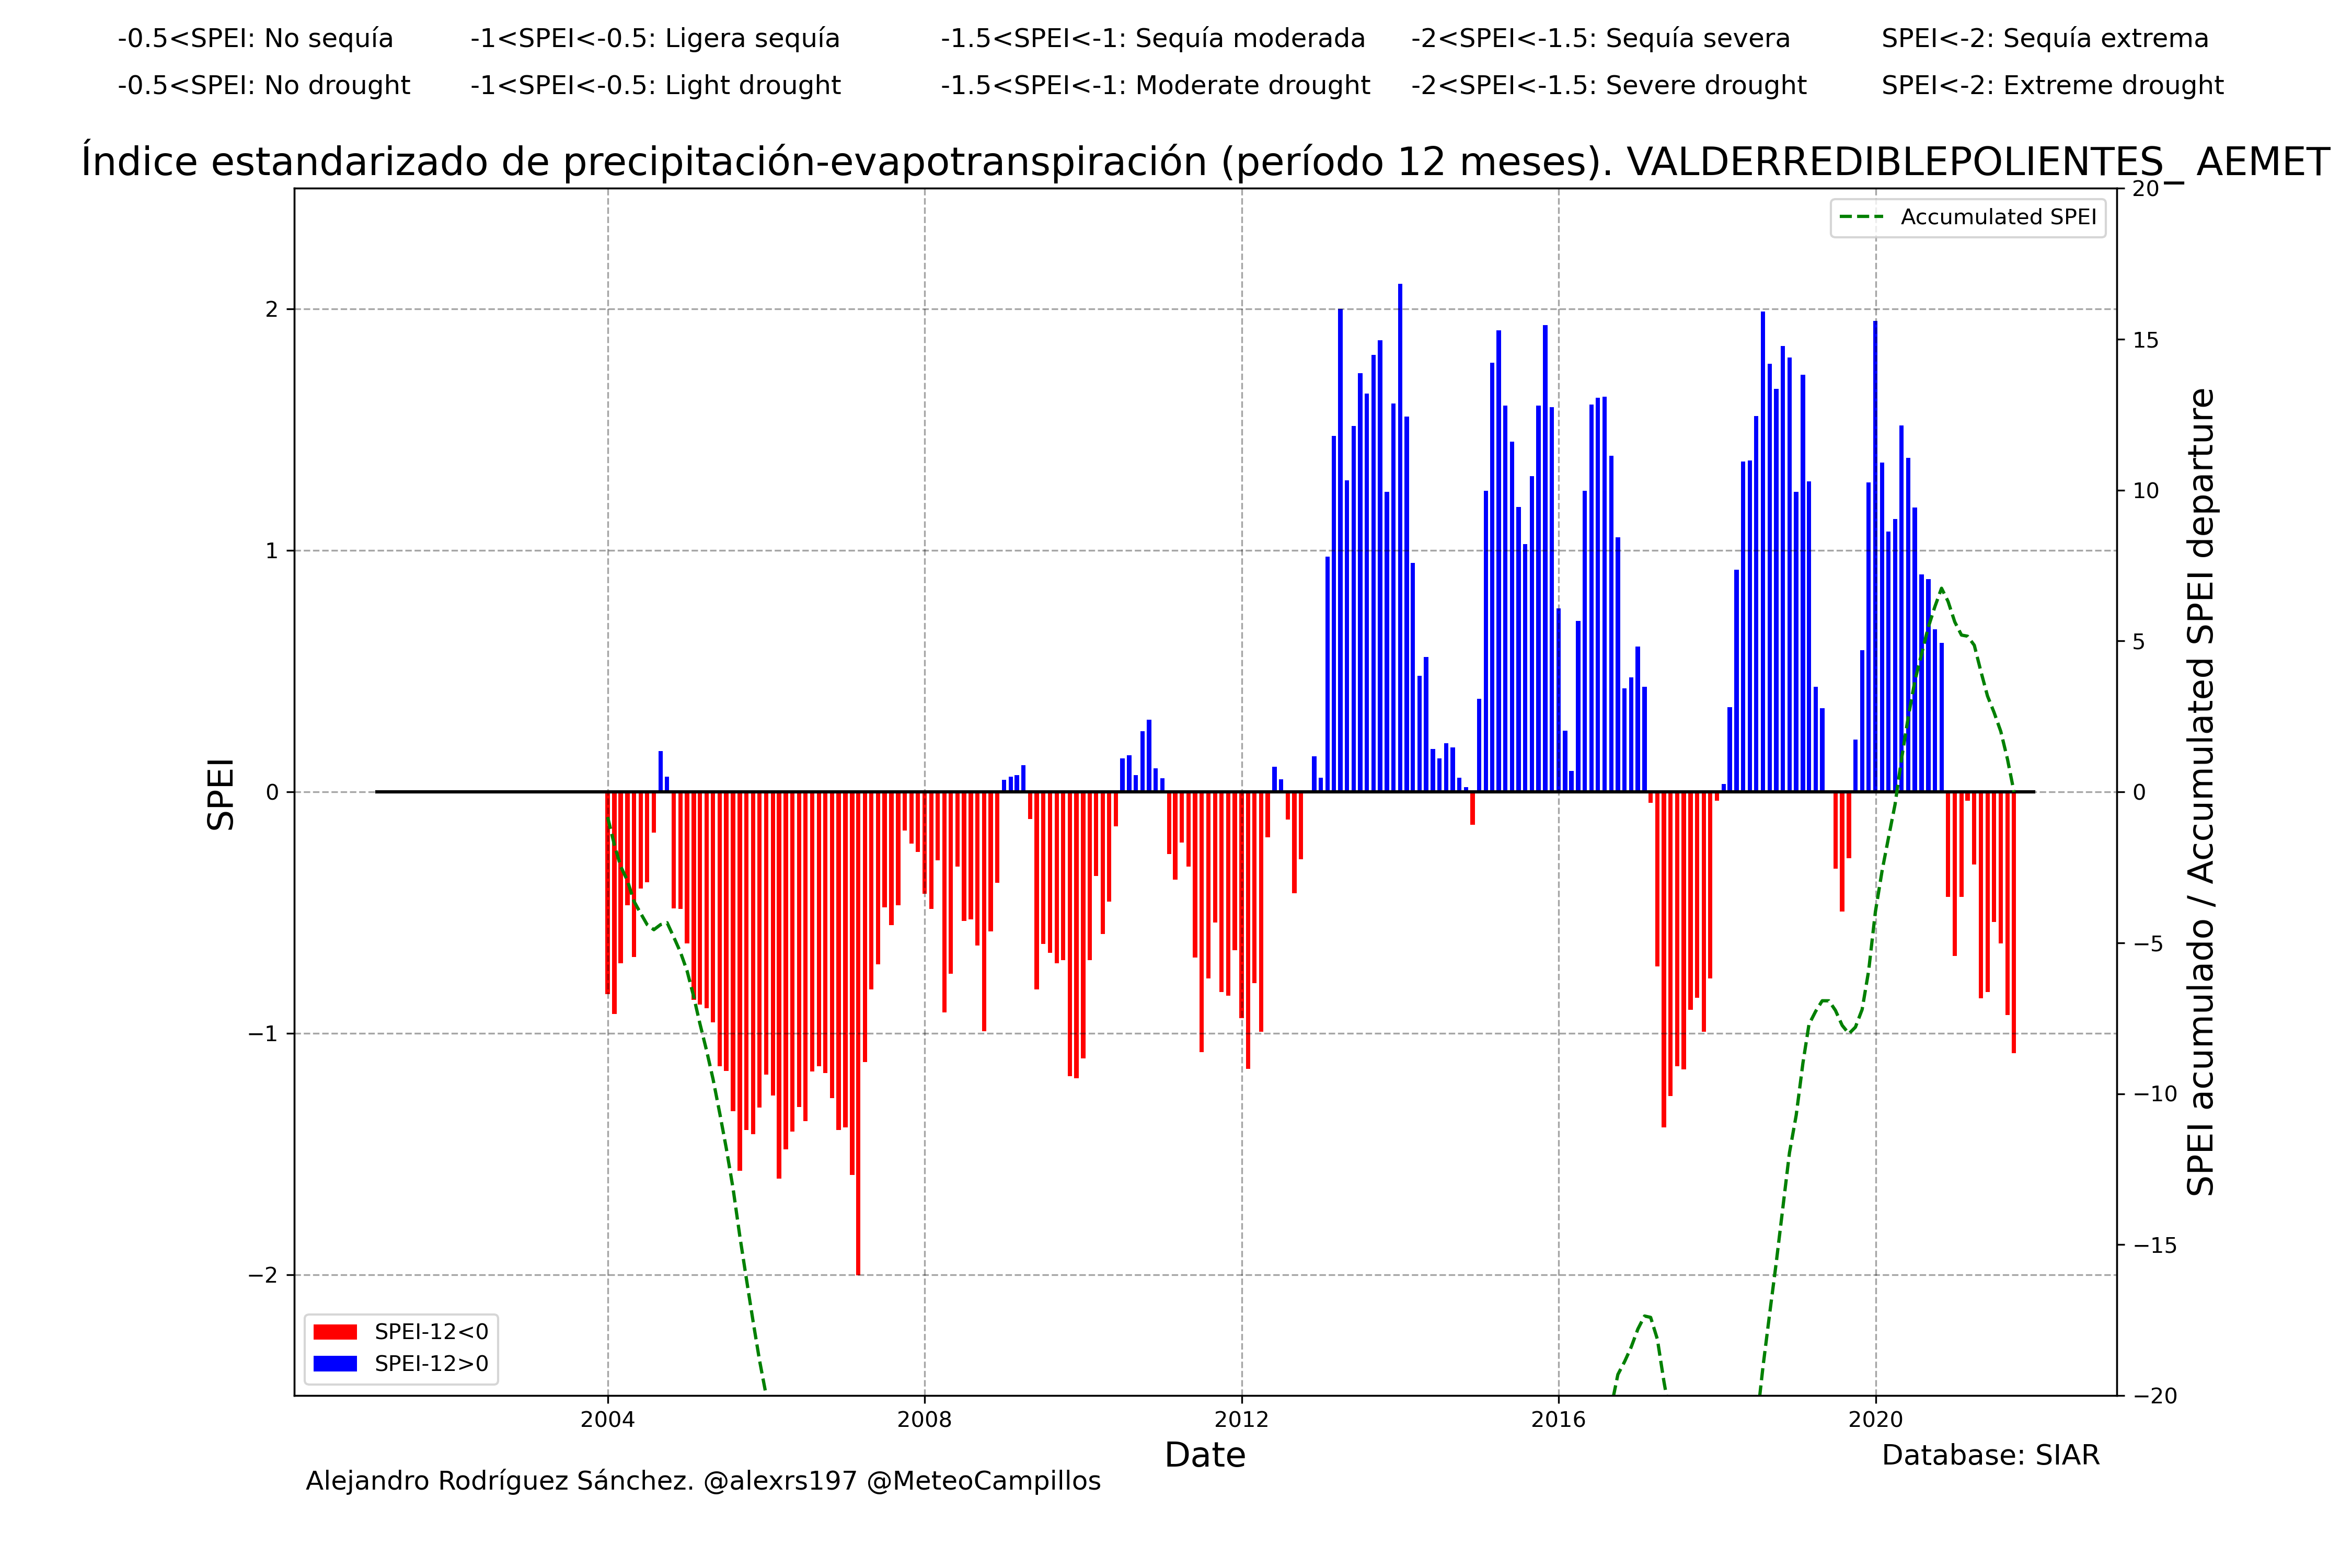 -0.5<SPEI: No sequía -1<SPEI<-0.5: Ligera sequía -1.5<SPEI<-1: Sequía moderada -2<SPEI<-1.5: Sequía severa SPEI<-2: Sequía extrema
-0.5<SPEI: No drought -1<SPEI<-0.5: Light drought -1.5<SPEI<-1: Moderate drought -2<SPEI<-1.5: Severe drought SPEI<-2: Extreme drought
Índice estandarizado de precipitación-evapotranspiración (período 12 meses). VALDERREDIBLEPOLIENTES_ AEMET
Accumulated SPEI
SPEI
2
1
0
−1
−2
20
15
10
5
0
−5
−10
−15
−20
SPEI acumulado / Accumulated SPEI departure
SPEI-12<0
SPEI-12>0
2004 2008 2012 2016 2020
Date
Database: SIAR
Alejandro Rodríguez Sánchez. @alexrs197 @MeteoCampillos